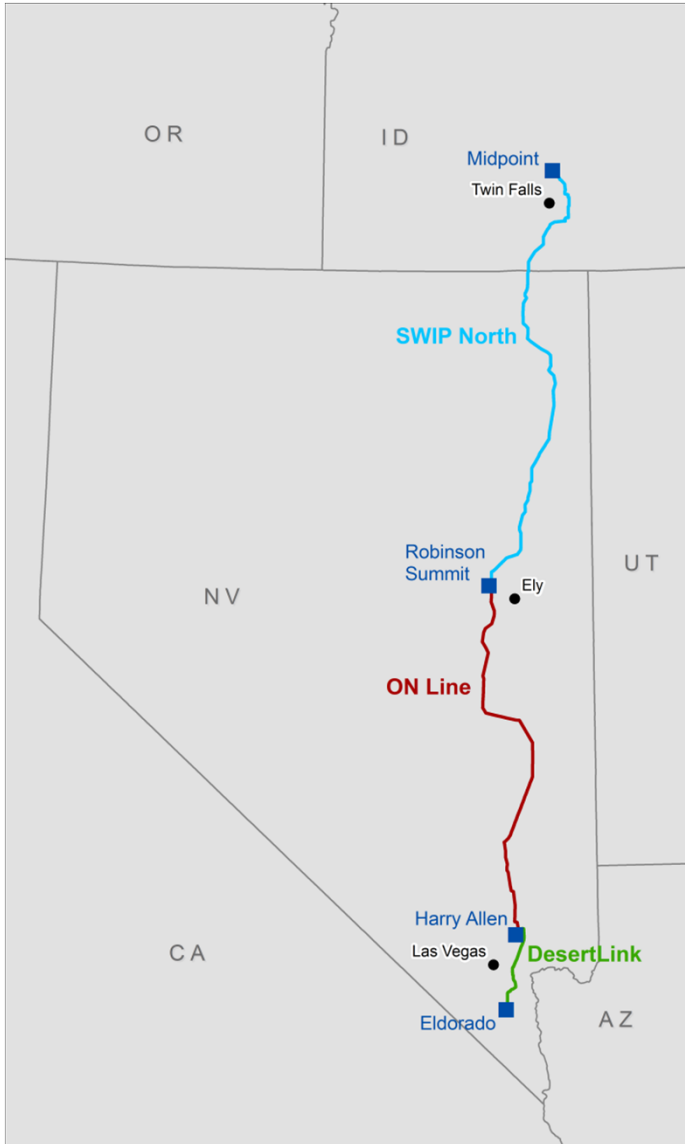 OR
ID
Midpoint
Twin Falls
SWIP North
Robinson
Summit
Ely
UT
NV
ON Line
Harry Allen
Las Vegas
DesertLink
CA
Eldorado
AZ